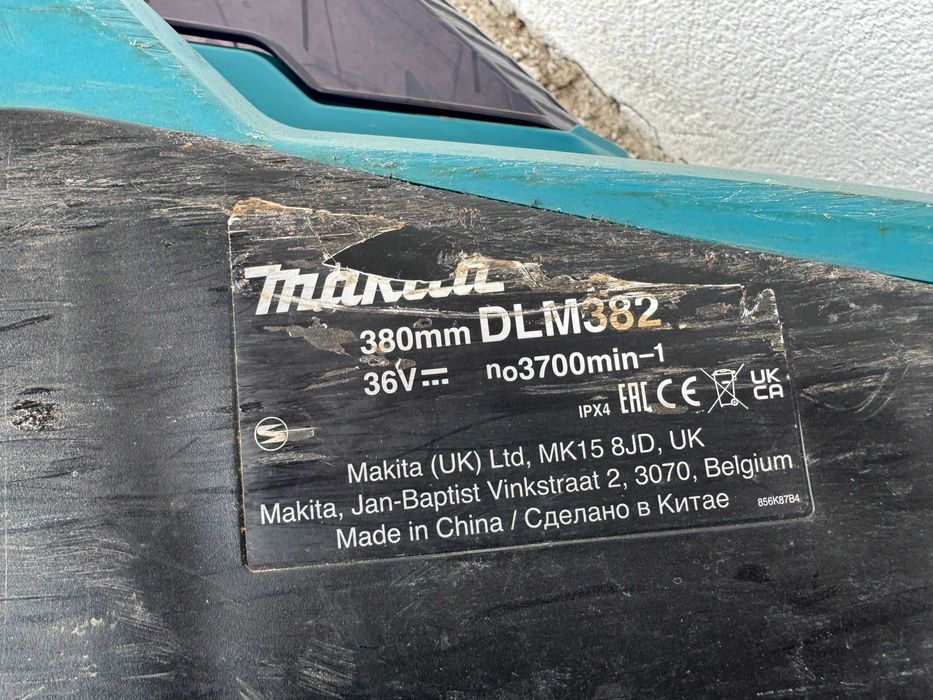 makita
380mm DLM382
36V n₀3700min⁻¹
IPX4 EAC CE UK CA
Makita (UK) Ltd, MK15 8JD, UK
Makita, Jan-Baptist Vinkstraat 2, 3070, Belgium
Made in China / Сделано в Китае 856K87B4